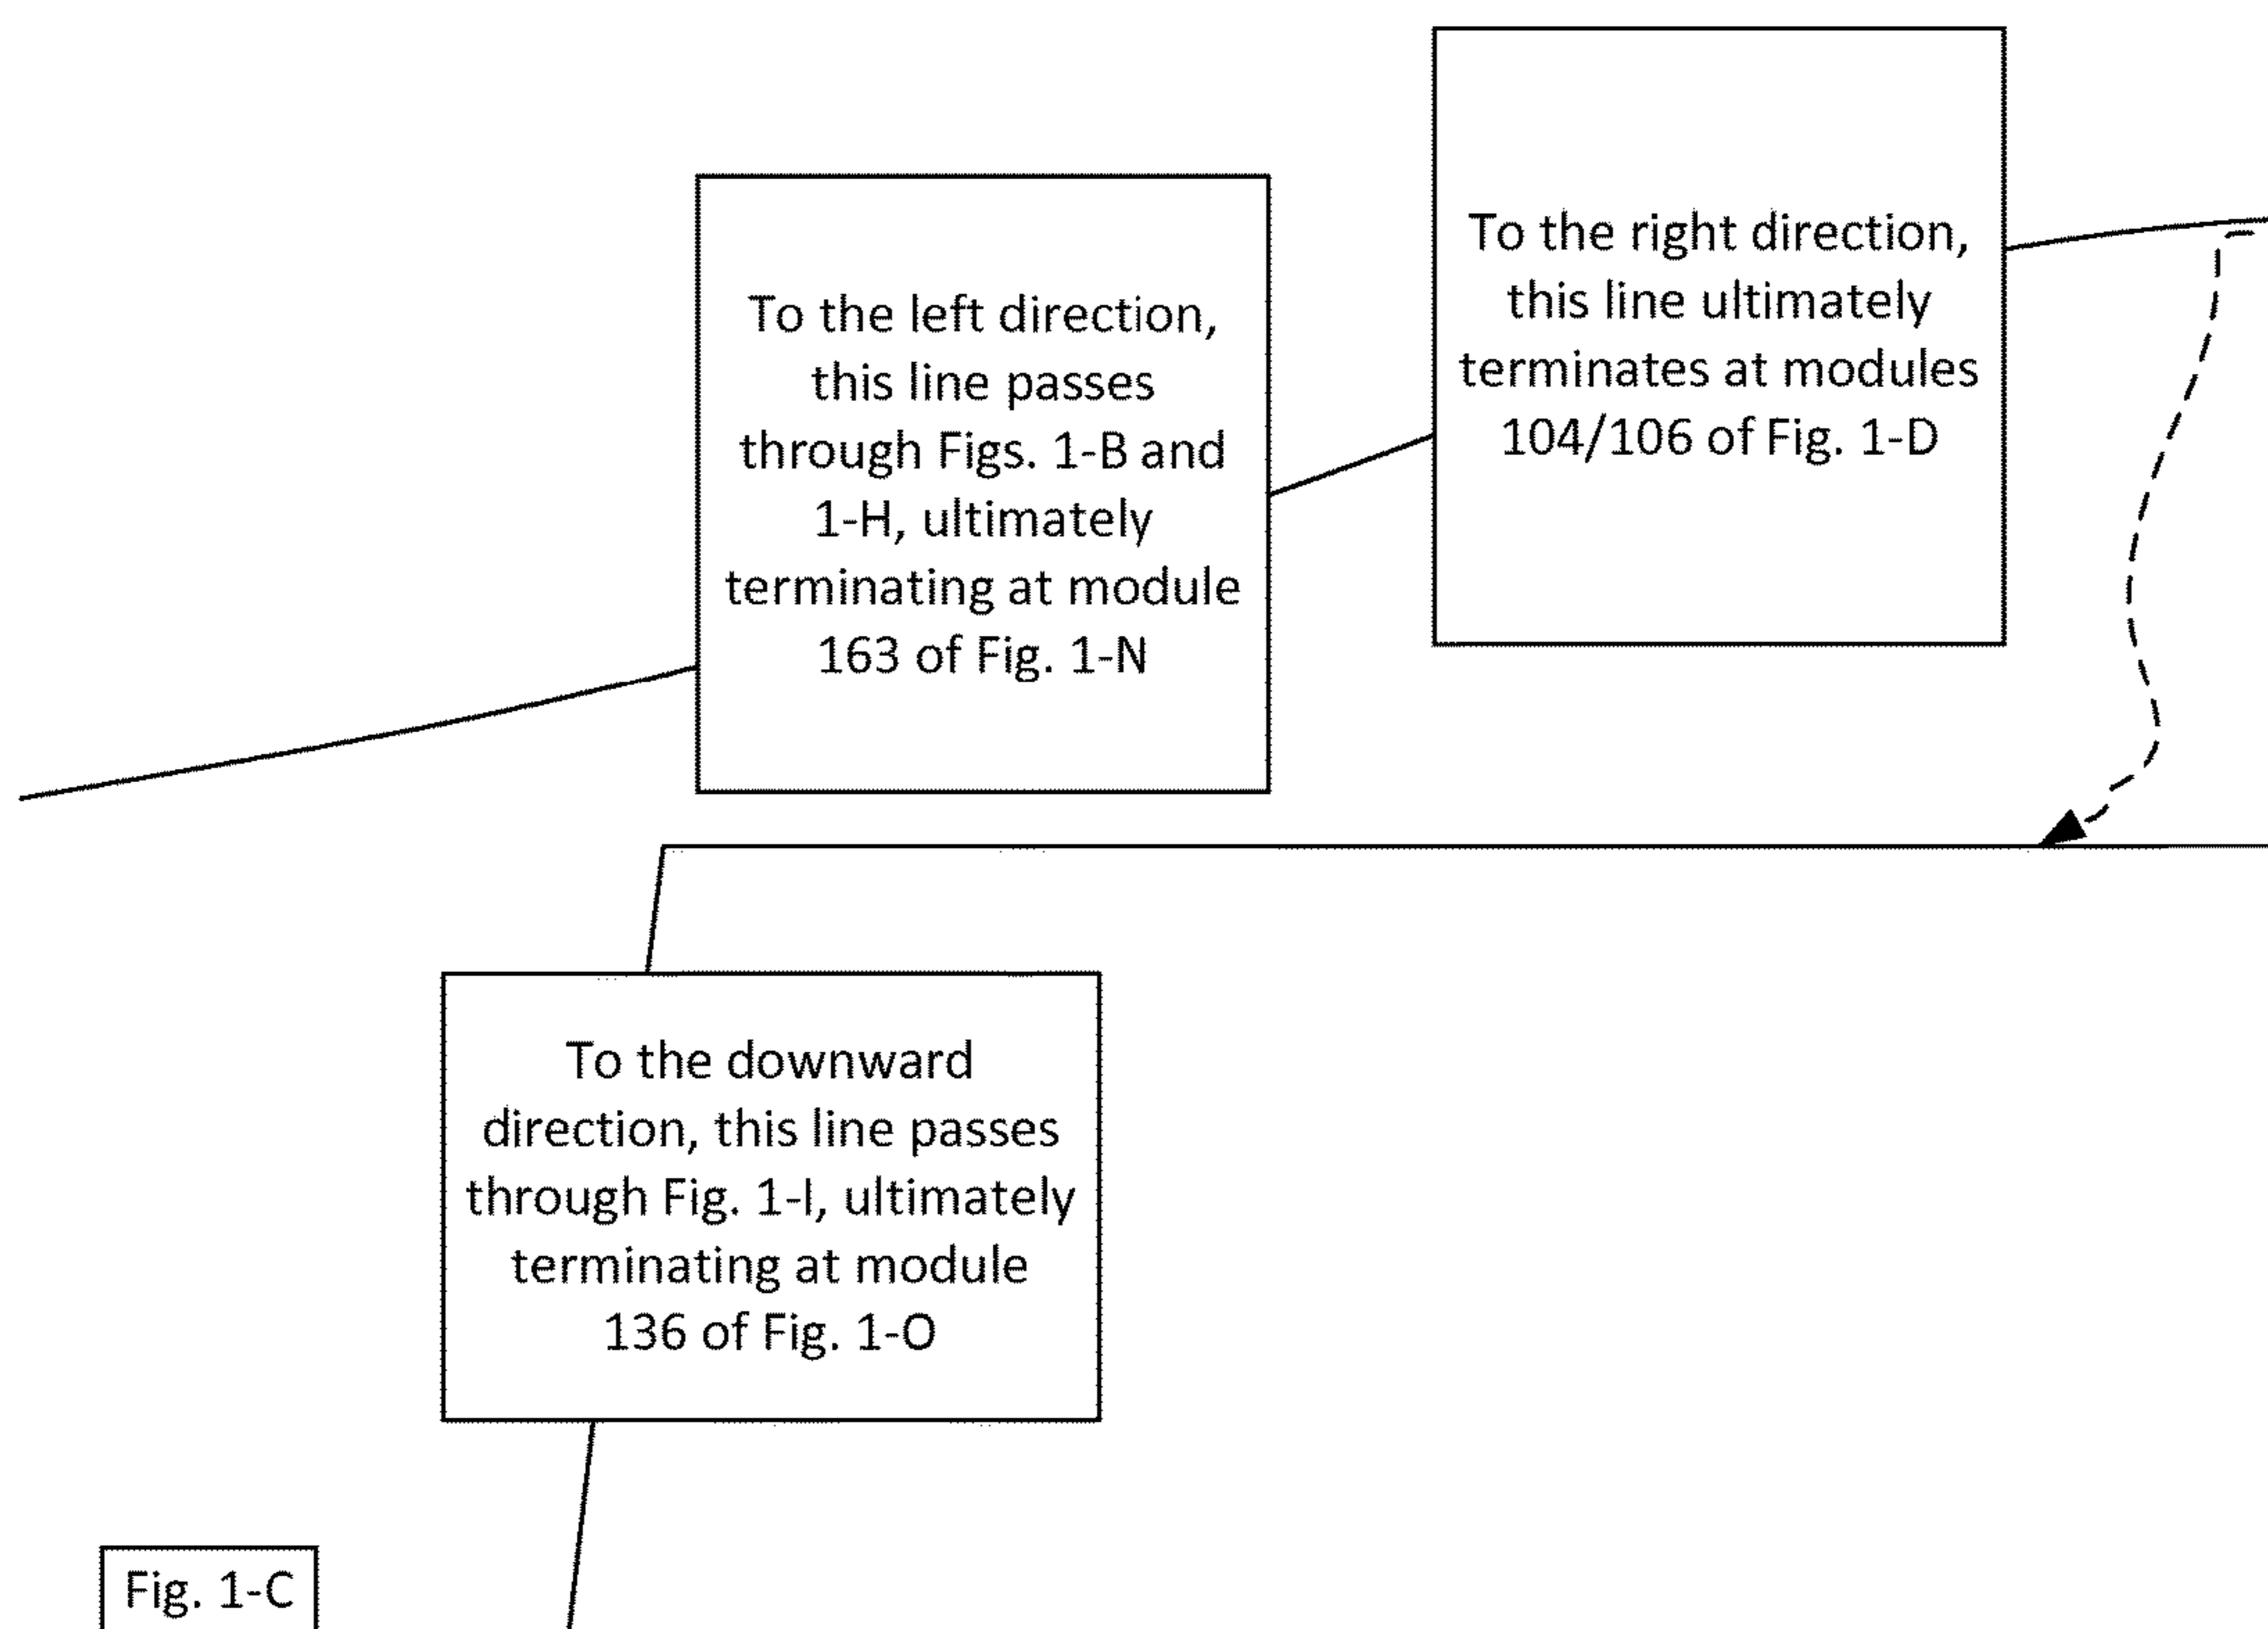 To the right direction,
this line ultimately
terminates at modules
104/106 of Fig. 1-D
To the left direction,
this line passes
through Figs. 1-B and
1-H, ultimately
terminating at module
163 of Fig. 1-N
To the downward
direction, this line passes
through Fig. 1-I, ultimately
terminating at module
136 of Fig. 1-O
Fig. 1-C